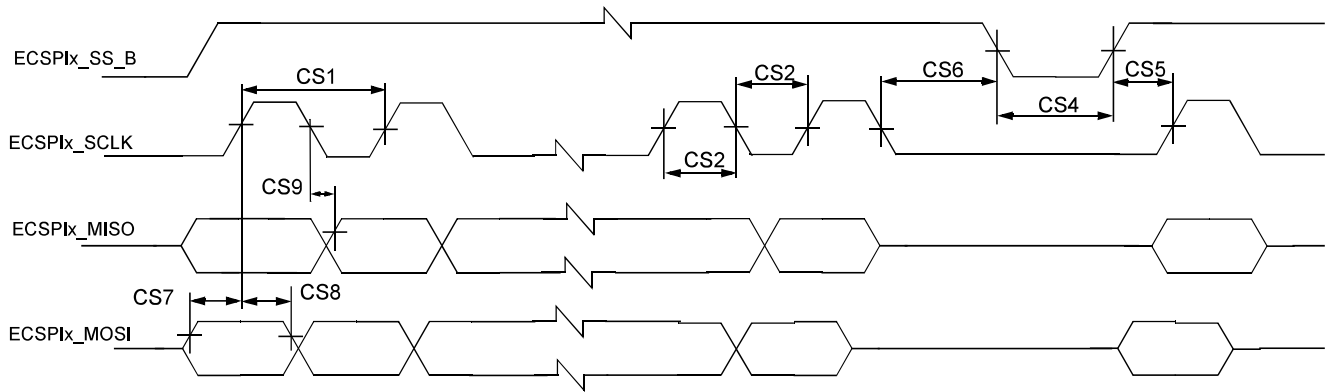 ECSPIx_SS_B
CS1
CS2
CS6
CS5
CS4
ECSPIx_SCLK
CS2
CS9
ECSPIx_MISO
CS7
CS8
ECSPIx_MOSI